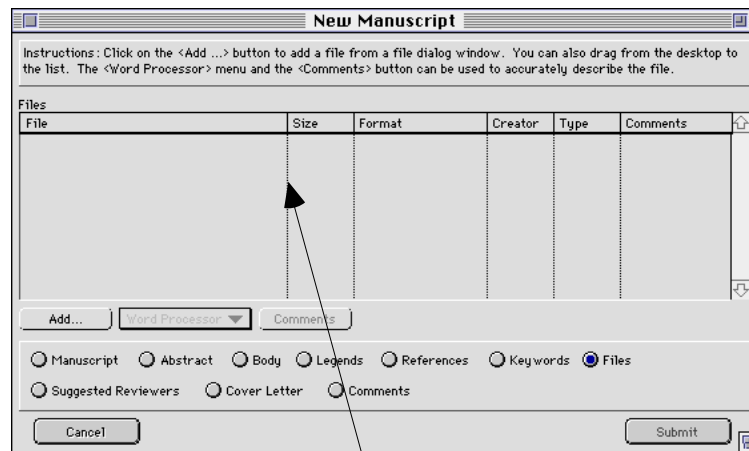 New Manuscript
Instructions: Click on the <Add ...> button to add a file from a file dialog window. You can also drag from the desktop to
the list. The <Word Processor> menu and the <Comments> button can be used to accurately describe the file.
Files
File Size Format Creator Type Comments
Add... Word Processor Comments
Manuscript Abstract Body Legends References Keywords Files
Suggested Reviewers Cover Letter Comments
Cancel Submit